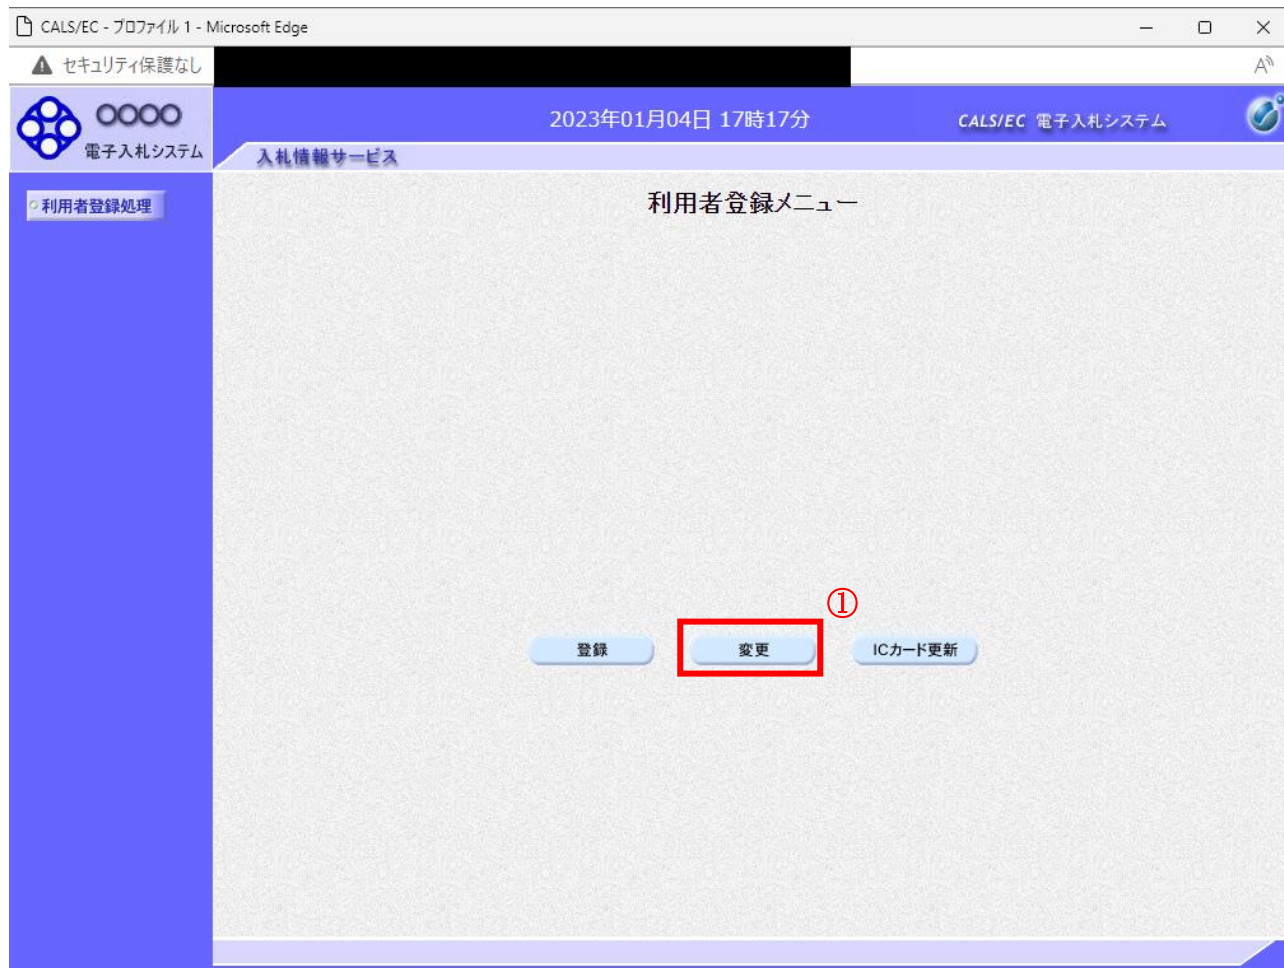 CALS/EC - プロファイル 1 - Microsoft Edge
セキュリティ保護なし
A
〇〇〇〇
電子入札システム
2023年01月04日 17時17分
CALS/EC 電子入札システム
入札情報サービス
利用者登録処理
利用者登録メニュー
①
登録
変更
ICカード更新